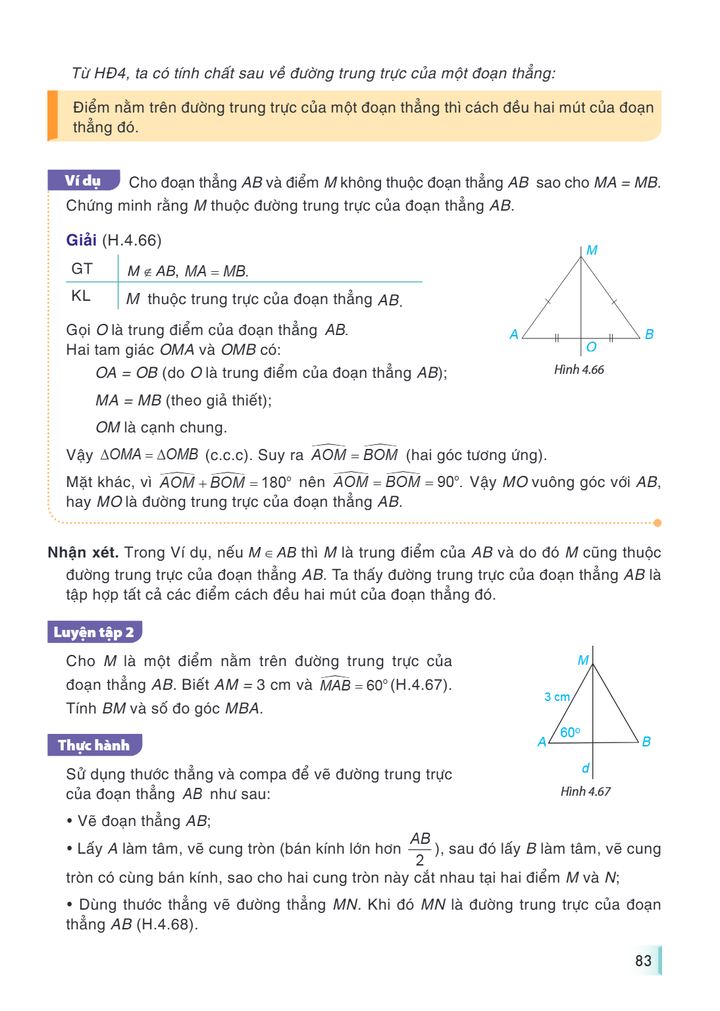 Từ HĐ4, ta có tính chất sau về đường trung trực của một đoạn thẳng:
Điểm nằm trên đường trung trực của một đoạn thẳng thì cách đều hai mút của đoạn
thẳng đó.
Ví dụ Cho đoạn thẳng AB và điểm M không thuộc đoạn thẳng AB sao cho MA = MB.
Chứng minh rằng M thuộc đường trung trực của đoạn thẳng AB.
Giải (H.4.66)
GT M ∉ AB, MA = MB.
KL M thuộc trung trực của đoạn thẳng AB.
M
A
B
O
Hình 4.66
Gọi O là trung điểm của đoạn thẳng AB.
Hai tam giác OMA và OMB có:
OA = OB (do O là trung điểm của đoạn thẳng AB);
MA = MB (theo giả thiết);
OM là cạnh chung.
Vậy ΔOMA = ΔOMB (c.c.c). Suy ra \widehat{AOM} = \widehat{BOM} (hai góc tương ứng).
Mặt khác, vì \widehat{AOM} + \widehat{BOM} = 180° nên \widehat{AOM} = \widehat{BOM} = 90°. Vậy MO vuông góc với AB,
hay MO là đường trung trực của đoạn thẳng AB.
Nhận xét. Trong Ví dụ, nếu M ∈ AB thì M là trung điểm của AB và do đó M cũng thuộc
đường trung trực của đoạn thẳng AB. Ta thấy đường trung trực của đoạn thẳng AB là
tập hợp tất cả các điểm cách đều hai mút của đoạn thẳng đó.
Luyện tập 2
Cho M là một điểm nằm trên đường trung trực của
đoạn thẳng AB. Biết AM = 3 cm và \widehat{MAB} = 60° (H.4.67).
Tính BM và số đo góc MBA.
M
3 cm
60°
A
B
d
Hình 4.67
Thực hành
Sử dụng thước thẳng và compa để vẽ đường trung trực
của đoạn thẳng AB như sau:
• Vẽ đoạn thẳng AB;
• Lấy A làm tâm, vẽ cung tròn (bán kính lớn hơn \frac{AB}{2}), sau đó lấy B làm tâm, vẽ cung
tròn có cùng bán kính, sao cho hai cung tròn này cắt nhau tại hai điểm M và N;
• Dùng thước thẳng vẽ đường thẳng MN. Khi đó MN là đường trung trực của đoạn
thẳng AB (H.4.68).
83